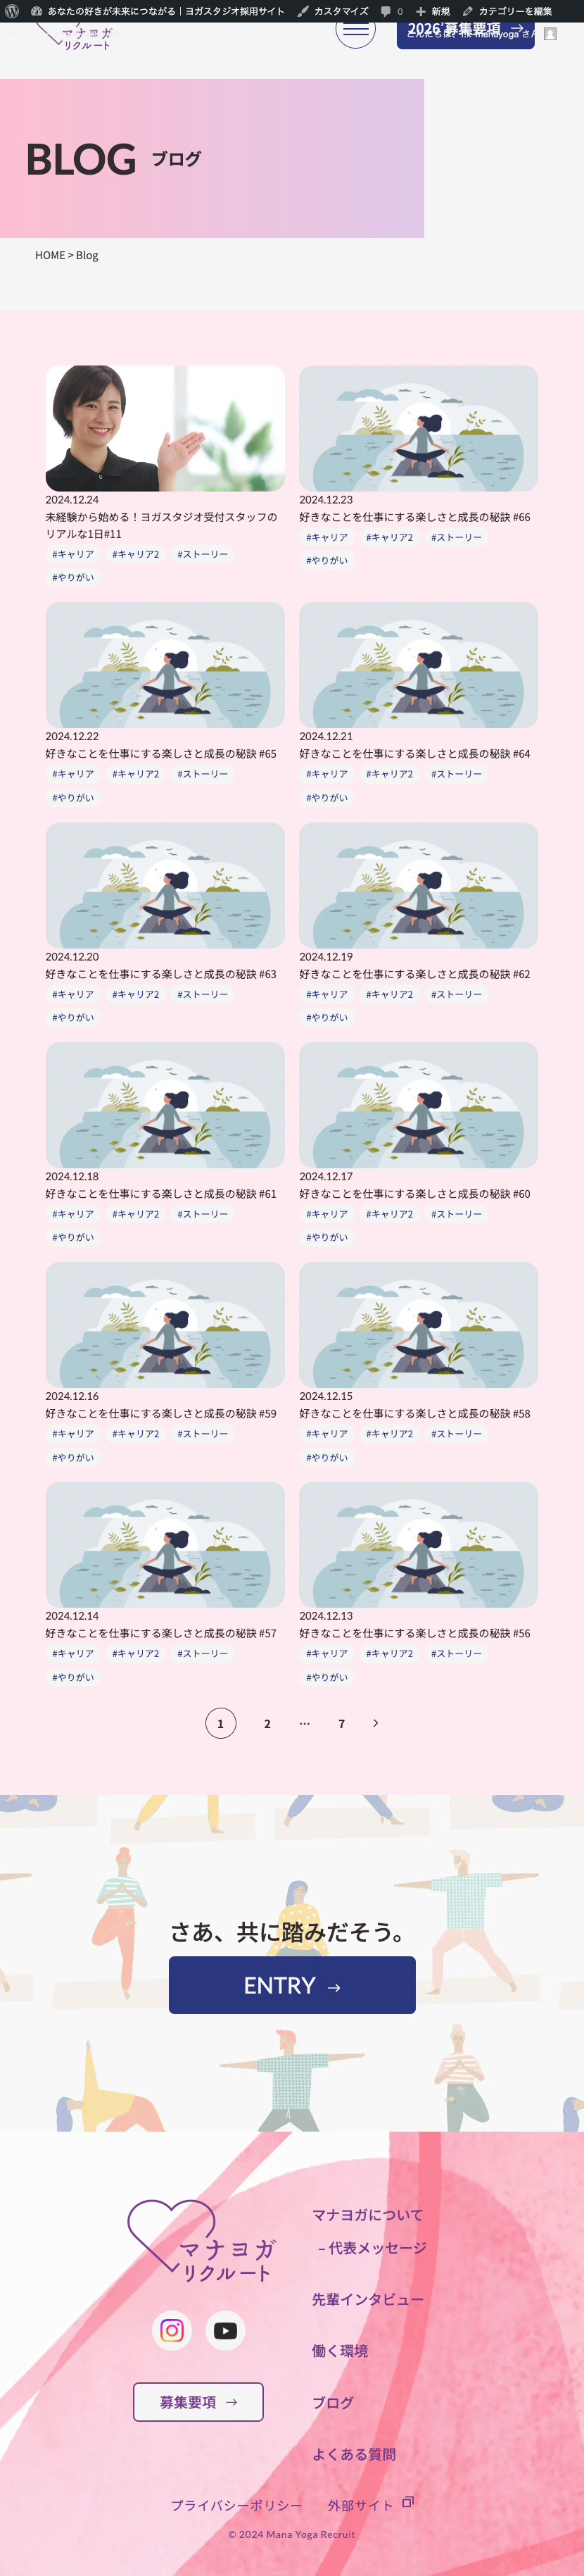 あなたの好きが未来につながる｜ヨガスタジオ採用サイト カスタマイズ 0 新規 カテゴリーを編集
マナヨガ
リクルート
2026 募集要項
BLOG ブログ
HOME > Blog
2024.12.24
未経験から始める！ヨガスタジオ受付スタッフの
リアルな1日#11
#キャリア #キャリア2 #ストーリー
#やりがい
2024.12.23
好きなことを仕事にする楽しさと成長の秘訣 #66
#キャリア #キャリア2 #ストーリー
#やりがい
2024.12.22
好きなことを仕事にする楽しさと成長の秘訣 #65
#キャリア #キャリア2 #ストーリー
#やりがい
2024.12.21
好きなことを仕事にする楽しさと成長の秘訣 #64
#キャリア #キャリア2 #ストーリー
#やりがい
2024.12.20
好きなことを仕事にする楽しさと成長の秘訣 #63
#キャリア #キャリア2 #ストーリー
#やりがい
2024.12.19
好きなことを仕事にする楽しさと成長の秘訣 #62
#キャリア #キャリア2 #ストーリー
#やりがい
2024.12.18
好きなことを仕事にする楽しさと成長の秘訣 #61
#キャリア #キャリア2 #ストーリー
#やりがい
2024.12.17
好きなことを仕事にする楽しさと成長の秘訣 #60
#キャリア #キャリア2 #ストーリー
#やりがい
2024.12.16
好きなことを仕事にする楽しさと成長の秘訣 #59
#キャリア #キャリア2 #ストーリー
#やりがい
2024.12.15
好きなことを仕事にする楽しさと成長の秘訣 #58
#キャリア #キャリア2 #ストーリー
#やりがい
2024.12.14
好きなことを仕事にする楽しさと成長の秘訣 #57
#キャリア #キャリア2 #ストーリー
#やりがい
2024.12.13
好きなことを仕事にする楽しさと成長の秘訣 #56
#キャリア #キャリア2 #ストーリー
#やりがい
1 2 … 7
さあ、共に踏みだそう。
ENTRY →
マナヨガ
リクルート
募集要項 →
マナヨガについて
– 代表メッセージ
先輩インタビュー
働く環境
ブログ
よくある質問
プライバシーポリシー 外部サイト
© 2024 Mana Yoga Recruit